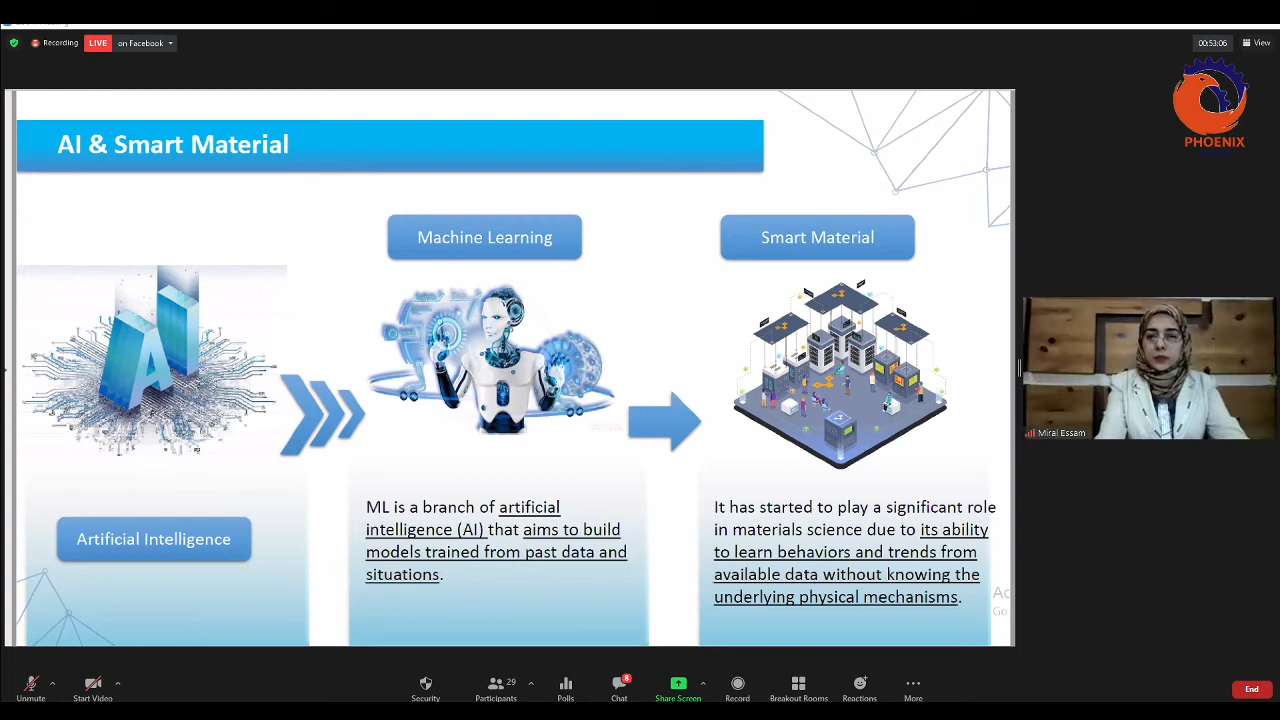 Recording
LIVE
on Facebook
00:53:06
View
PHOENIX
AI & Smart Material
Machine Learning
Smart Material
AI
Artificial Intelligence
ML is a branch of artificial
intelligence (AI) that aims to build
models trained from past data and
situations.
It has started to play a significant role
in materials science due to its ability
to learn behaviors and trends from
available data without knowing the
underlying physical mechanisms.
Go
Miral Essam
Unmute
Start Video
Security
29
Participants
Polls
8
Chat
Share Screen
Record
Breakout Rooms
Reactions
More
End